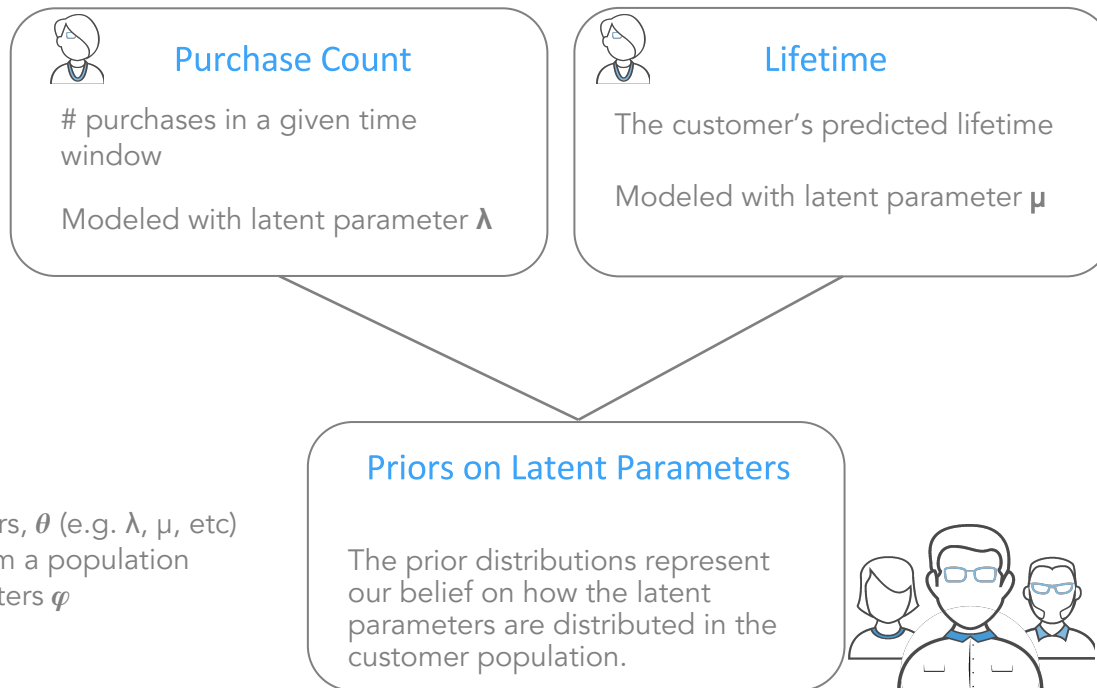 Purchase Count
# purchases in a given time
window
Modeled with latent parameter λ
Lifetime
The customer’s predicted lifetime
Modeled with latent parameter μ
rs, θ (e.g. λ, μ, etc)
m a population
ters φ
Priors on Latent Parameters
The prior distributions represent
our belief on how the latent
parameters are distributed in the
customer population.